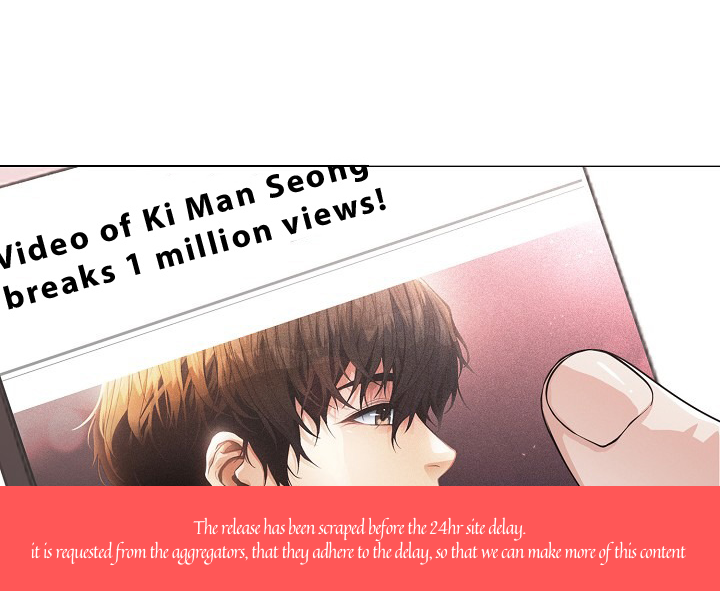 Video of Ki Man Seong
breaks 1 million views!
The release has been scraped before the 24hr site delay.
it is requested from the aggregators, that they adhere to the delay, so that we can make more of this content